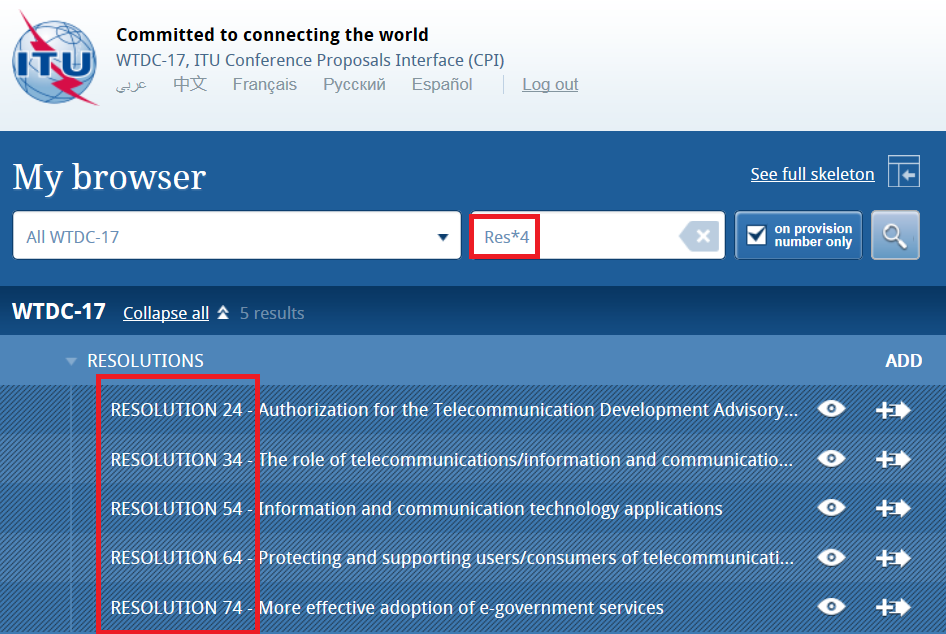 ITU
Committed to connecting the world
WTDC-17, ITU Conference Proposals Interface (CPI)
عربي 中文 Français Русский Español Log out
My browser
See full skeleton
All WTDC-17
Res*4
on provision
number only
WTDC-17 Collapse all 5 results
RESOLUTIONS ADD
RESOLUTION 24 - Authorization for the Telecommunication Development Advisory...
RESOLUTION 34 - The role of telecommunications/information and communicatio...
RESOLUTION 54 - Information and communication technology applications
RESOLUTION 64 - Protecting and supporting users/consumers of telecommunicati...
RESOLUTION 74 - More effective adoption of e-government services